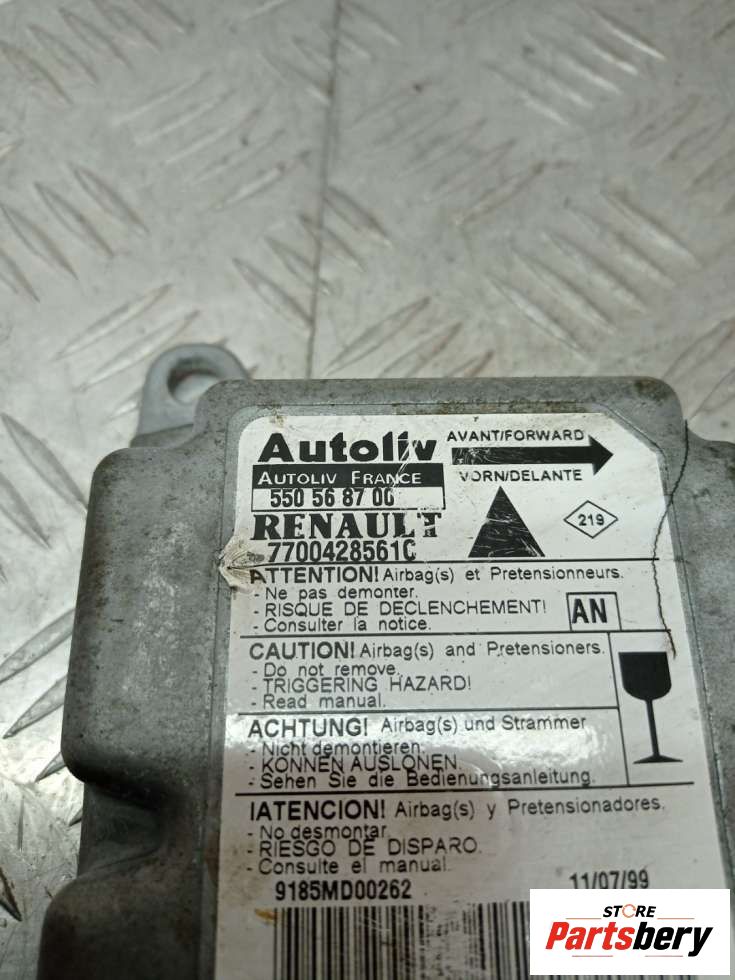 Autoliv
AVANT/FORWARD
AUTOLIV FRANCE
VORN/DELANTE
550 56 87 00
RENAULT
219
7700428561C
ATTENTION! Airbag(s) et Pretensionneurs.
- Ne pas demonter.
- RISQUE DE DECLENCHEMENT!
- Consulter la notice.
AN
CAUTION! Airbag(s) and Pretensioners.
- Do not remove.
- TRIGGERING HAZARD!
- Read manual.
ACHTUNG! Airbag(s) und Strammer
- Nicht demontieren.
- KONNEN AUSLONEN.
- Sehen Sie die Bedienungsanleitung.
IATENCION! Airbag(s) y Pretensionadores.
- No desmontar.
- RIESGO DE DISPARO.
- Consulte el manual.
9185MD00262 11/07/99
STORE
Partsbery